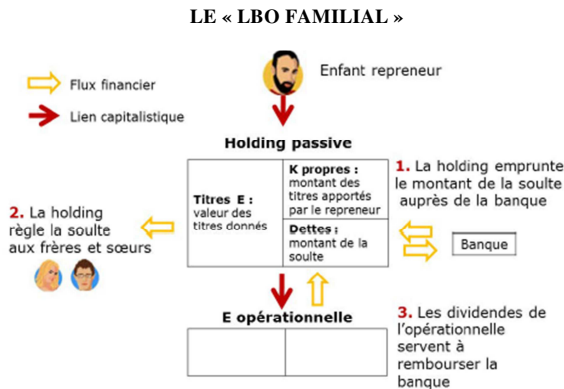 LE « LBO FAMILIAL »
Flux financier
Lien capitalistique
Enfant repreneur
Holding passive
Titres E :
valeur des
titres donnés
K propres :
montant des
titres apportés
par le repreneur
Dettes :
montant de la
soulte
1. La holding emprunte
le montant de la soulte
auprès de la banque
Banque
2. La holding
règle la soulte
aux frères et sœurs
E opérationnelle
3. Les dividendes de
l'opérationnelle
servent à
rembourser la
banque